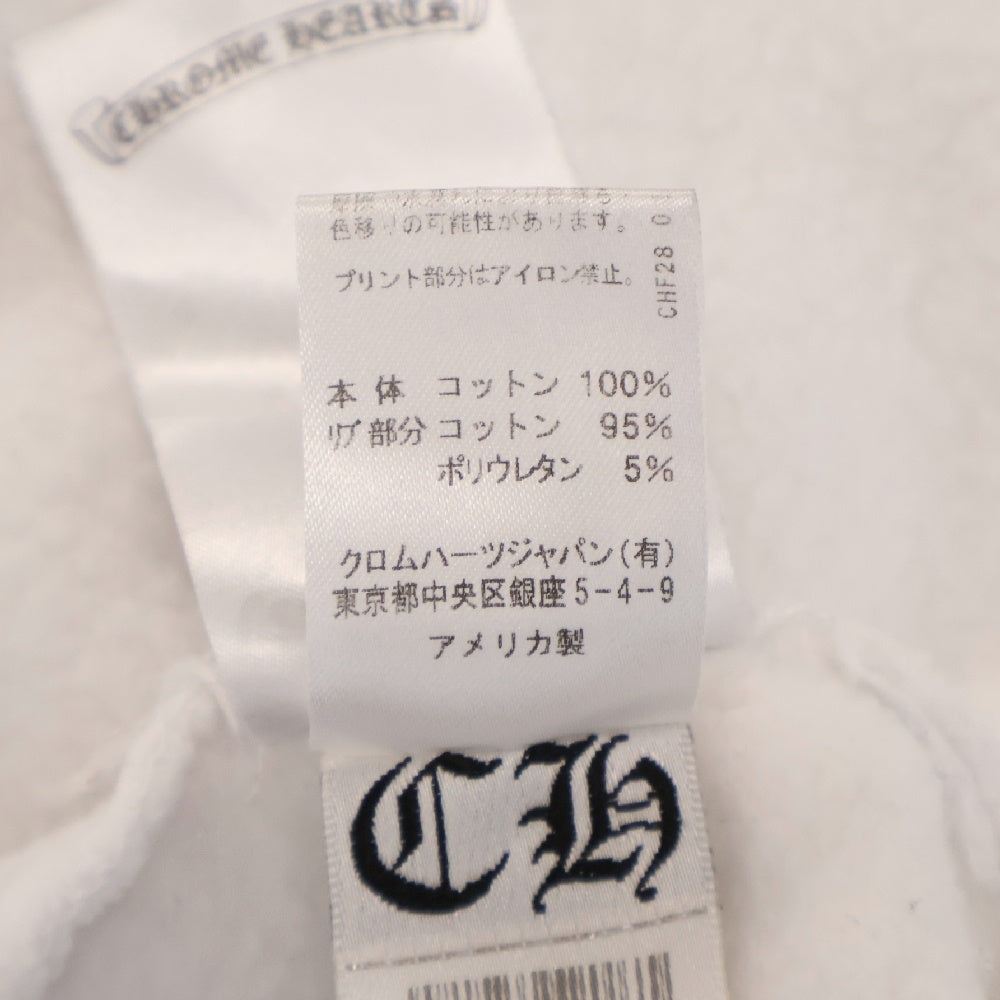 Chrome Hearts
色移りの可能性があります。
プリント部分はアイロン禁止。
CHF28 0
本体 コットン 100%
リブ部分 コットン 95%
ポリウレタン 5%
クロムハーツジャパン(有)
東京都中央区銀座5-4-9
アメリカ製
CH